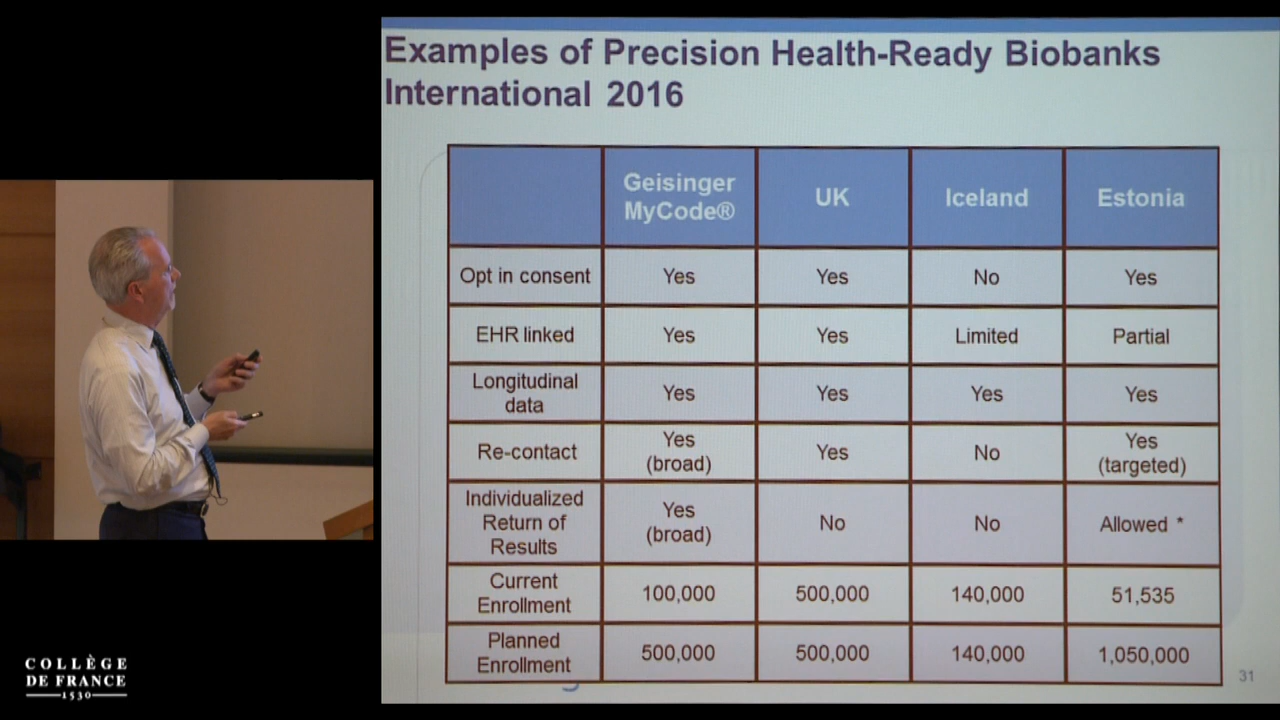 Examples of Precision Health-Ready Biobanks
International 2016
Geisinger
MyCode®
UK
Iceland
Estonia
Opt in consent
Yes
Yes
No
Yes
EHR linked
Yes
Yes
Limited
Partial
Longitudinal
data
Yes
Yes
Yes
Yes
Re-contact
Yes
(broad)
Yes
No
Yes
(targeted)
Individualized
Return of
Results
Yes
(broad)
No
No
Allowed *
Current
Enrollment
100,000
500,000
140,000
51,535
Planned
Enrollment
500,000
500,000
140,000
1,050,000
31
COLLÈGE
DE FRANCE
1530